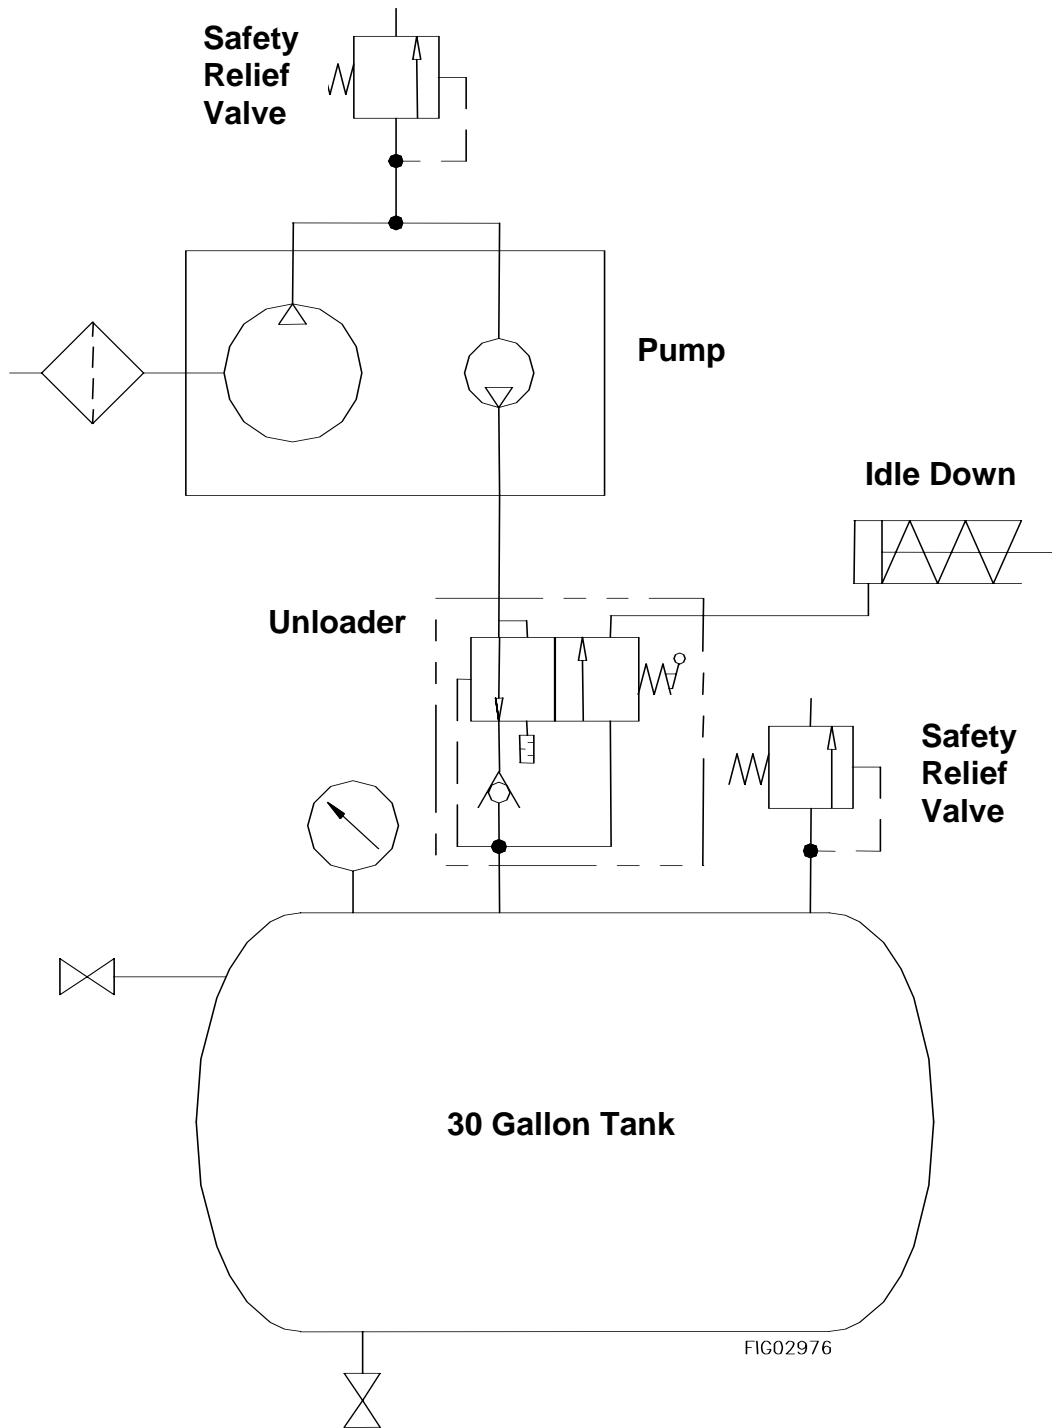 Safety
Relief
Valve
Pump
Idle Down
Unloader
Safety
Relief
Valve
30 Gallon Tank
FIG02976